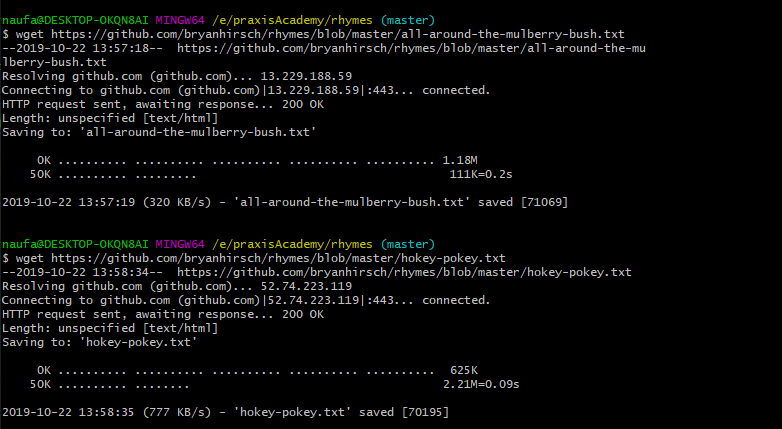 naufa@DESKTOP-OKQN8AI MINGW64 /e/praxisAcademy/rhymes (master)
$ wget https://github.com/bryanhirsch/rhymes/blob/master/all-around-the-mulberry-bush.txt
--2019-10-22 13:57:18--  https://github.com/bryanhirsch/rhymes/blob/master/all-around-the-mu
lberry-bush.txt
Resolving github.com (github.com)... 13.229.188.59
Connecting to github.com (github.com)|13.229.188.59|:443... connected.
HTTP request sent, awaiting response... 200 OK
Length: unspecified [text/html]
Saving to: 'all-around-the-mulberry-bush.txt'
0K .......... .......... .......... .......... .......... 1.18M
50K .......... ......... 111K=0.2s
2019-10-22 13:57:19 (320 KB/s) - 'all-around-the-mulberry-bush.txt' saved [71069]
naufa@DESKTOP-OKQN8AI MINGW64 /e/praxisAcademy/rhymes (master)
$ wget https://github.com/bryanhirsch/rhymes/blob/master/hokey-pokey.txt
--2019-10-22 13:58:34--  https://github.com/bryanhirsch/rhymes/blob/master/hokey-pokey.txt
Resolving github.com (github.com)... 52.74.223.119
Connecting to github.com (github.com)|52.74.223.119|:443... connected.
HTTP request sent, awaiting response... 200 OK
Length: unspecified [text/html]
Saving to: 'hokey-pokey.txt'
0K .......... .......... .......... .......... ..........  625K
50K .......... ........ 2.21M=0.09s
2019-10-22 13:58:35 (777 KB/s) - 'hokey-pokey.txt' saved [70195]